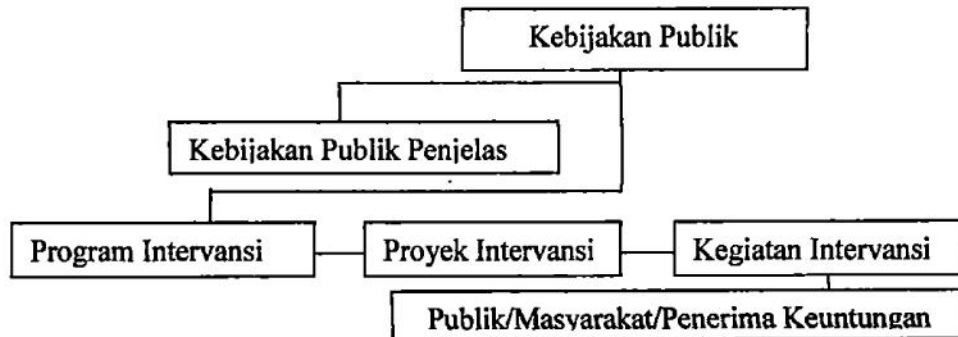 Kebijakan Publik
Kebijakan Publik Penjelas
Program Intervansi
Proyek Intervansi
Kegiatan Intervansi
Publik/Masyarakat/Penerima Keuntungan